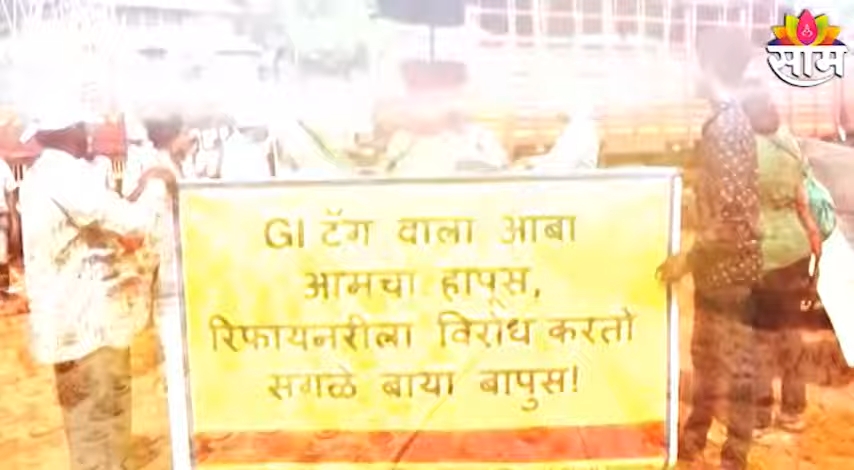 साम
GI टॅग वाला आबा
आमचा हापूस,
रिफायनरीला विरोध करतो
सगळे बाया बापुस!